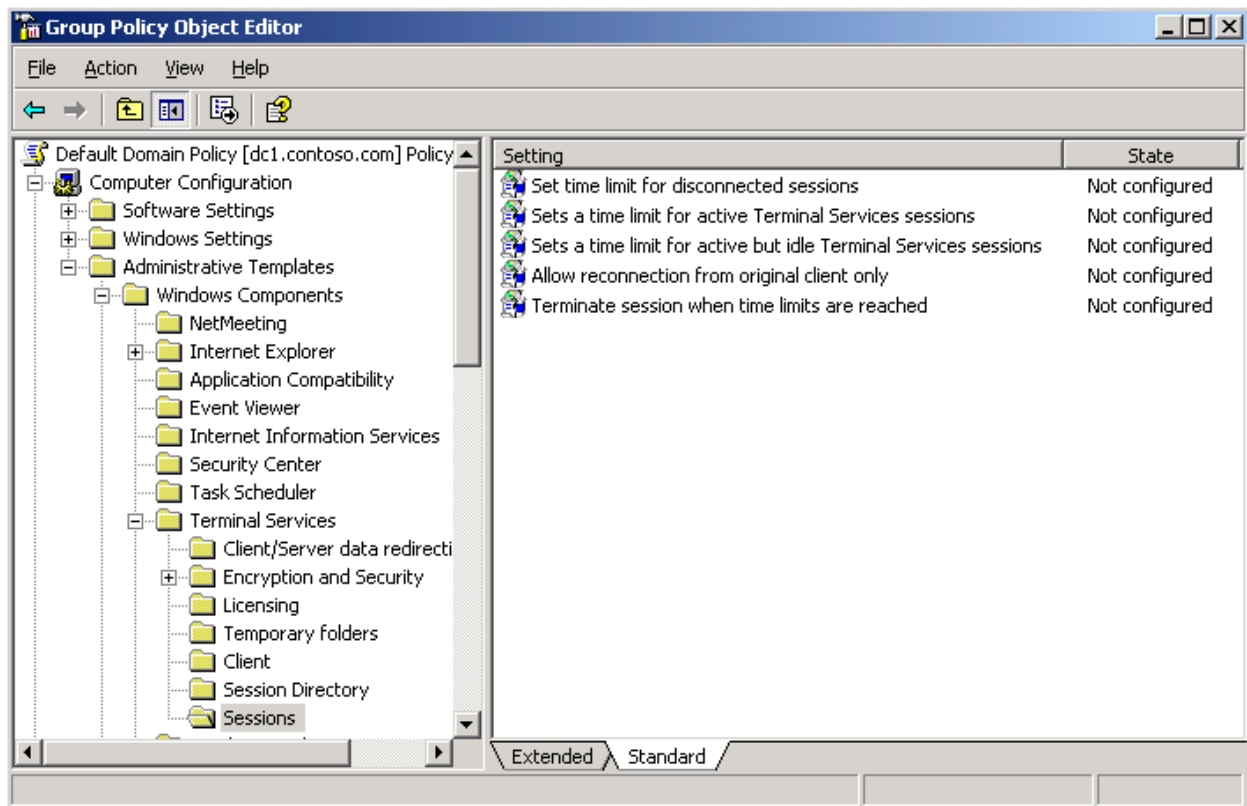 Group Policy Object Editor
File Action View Help
Default Domain Policy [dc1.contoso.com] Policy
Computer Configuration
Software Settings
Windows Settings
Administrative Templates
Windows Components
NetMeeting
Internet Explorer
Application Compatibility
Event Viewer
Internet Information Services
Security Center
Task Scheduler
Terminal Services
Client/Server data redirecti
Encryption and Security
Licensing
Temporary folders
Client
Session Directory
Sessions
Setting State
Set time limit for disconnected sessions Not configured
Sets a time limit for active Terminal Services sessions Not configured
Sets a time limit for active but idle Terminal Services sessions Not configured
Allow reconnection from original client only Not configured
Terminate session when time limits are reached Not configured
Extended Standard